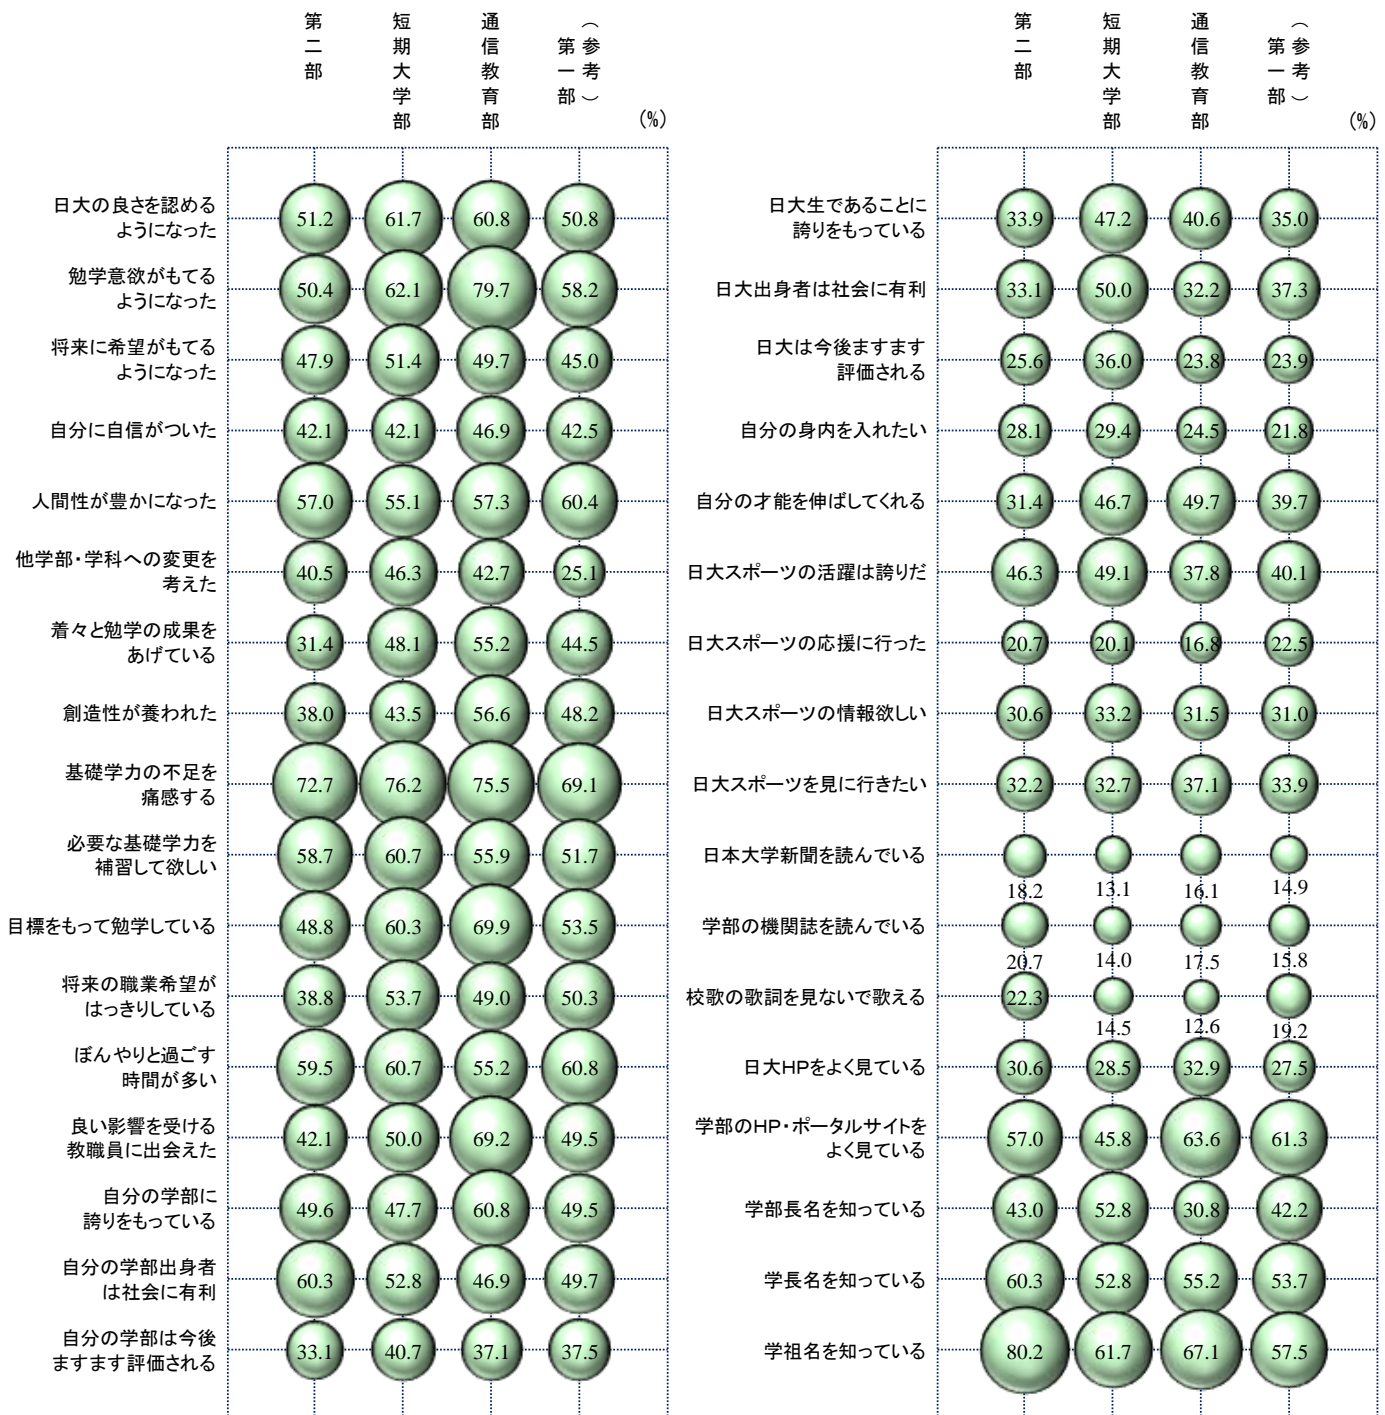 第二部 短期大学部 通信教育部 （参考）第一部 (%)
日大の良さを認める
ようになった
51.2 61.7 60.8 50.8
勉学意欲がもてる
ようになった
50.4 62.1 79.7 58.2
将来に希望がもてる
ようになった
47.9 51.4 49.7 45.0
自分に自信がついた 42.1 42.1 46.9 42.5
人間性が豊かになった 57.0 55.1 57.3 60.4
他学部・学科への変更を
考えた
40.5 46.3 42.7 25.1
着々と勉学の成果を
あげている
31.4 48.1 55.2 44.5
創造性が養われた 38.0 43.5 56.6 48.2
基礎学力の不足を
痛感する
72.7 76.2 75.5 69.1
必要な基礎学力を
補習して欲しい
58.7 60.7 55.9 51.7
目標をもって勉学している 48.8 60.3 69.9 53.5
将来の職業希望が
はっきりしている
38.8 53.7 49.0 50.3
ぼんやりと過ごす
時間が多い
59.5 60.7 55.2 60.8
良い影響を受ける
教職員に出会えた
42.1 50.0 69.2 49.5
自分の学部に
誇りをもっている
49.6 47.7 60.8 49.5
自分の学部出身者
は社会に有利
60.3 52.8 46.9 49.7
自分の学部は今後
ますます評価される
33.1 40.7 37.1 37.5
第二部 短期大学部 通信教育部 （参考）第一部 (%)
日大生であることに
誇りをもっている
33.9 47.2 40.6 35.0
日大出身者は社会に有利 33.1 50.0 32.2 37.3
日大は今後ますます
評価される
25.6 36.0 23.8 23.9
自分の身内を入れたい 28.1 29.4 24.5 21.8
自分の才能を伸ばしてくれる 31.4 46.7 49.7 39.7
日大スポーツの活躍は誇りだ 46.3 49.1 37.8 40.1
日大スポーツの応援に行った 20.7 20.1 16.8 22.5
日大スポーツの情報欲しい 30.6 33.2 31.5 31.0
日大スポーツを見に行きたい 32.2 32.7 37.1 33.9
日本大学新聞を読んでいる
18.2 13.1 16.1 14.9
学部の機関誌を読んでいる
20.7 14.0 17.5 15.8
校歌の歌詞を見ないで歌える 22.3
14.5 12.6 19.2
日大HPをよく見ている 30.6 28.5 32.9 27.5
学部のHP・ポータルサイトを
よく見ている
57.0 45.8 63.6 61.3
学部長名を知っている 43.0 52.8 30.8 42.2
学長名を知っている 60.3 52.8 55.2 53.7
学祖名を知っている 80.2 61.7 67.1 57.5